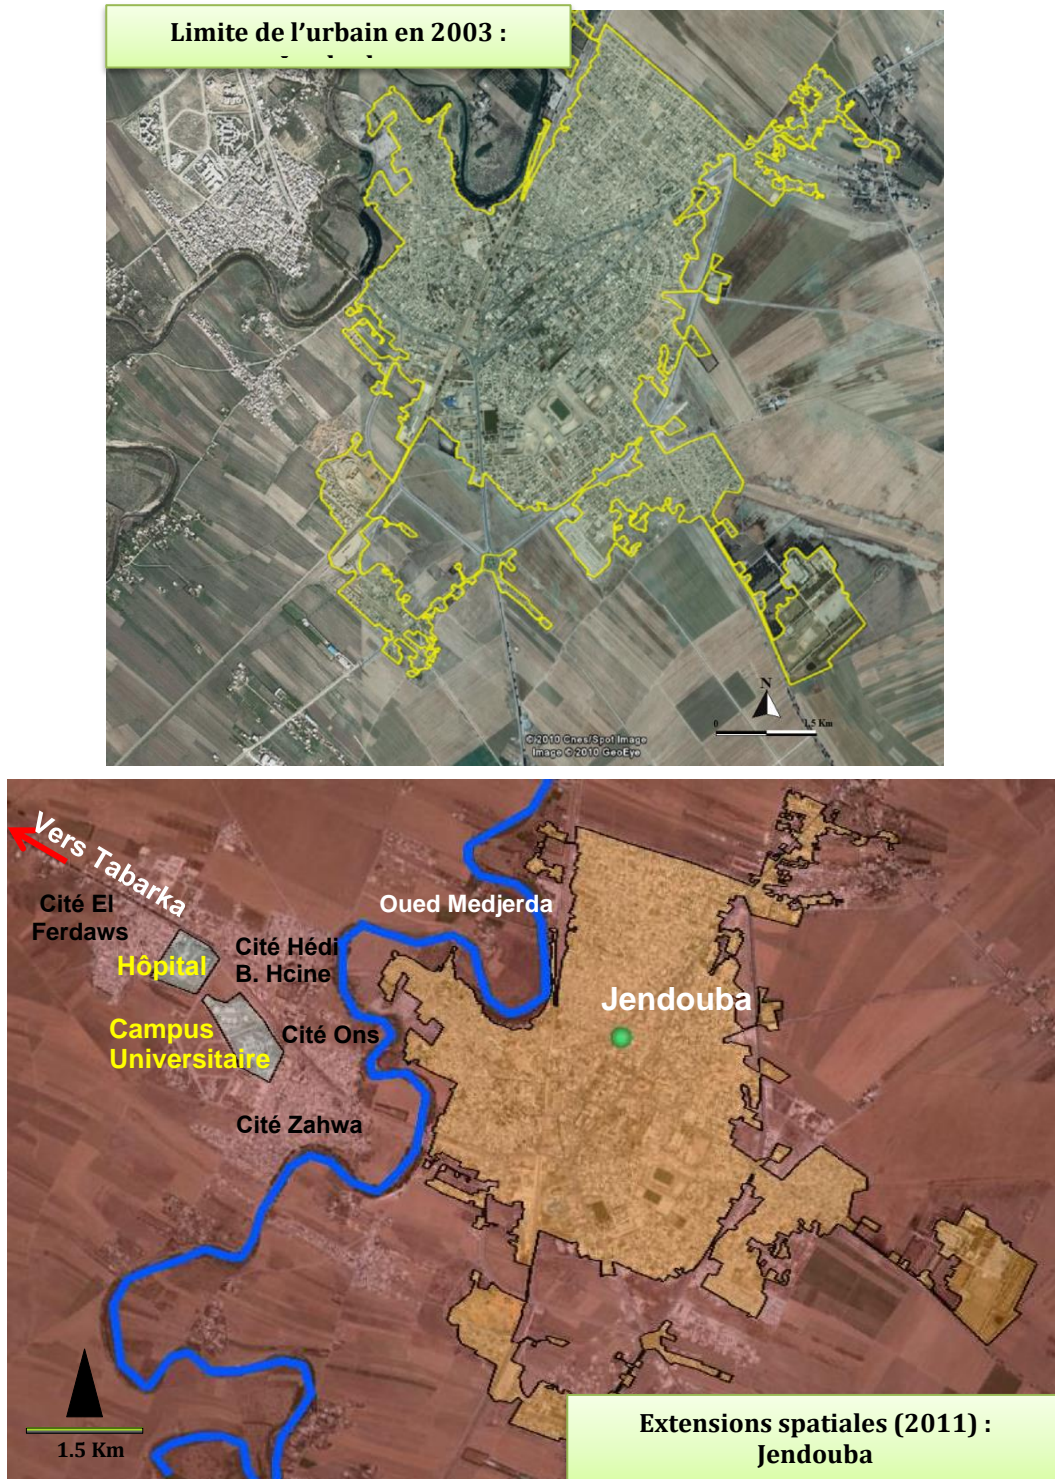 Limite de l'urbain en 2003 :
N
0
1.5 Km
©2010 Cnes/Spot Image
Image © 2010 GeoEye
Vers Tabarka
Cité El
Ferdaws
Hôpital
Cité Hédi
B. Hcine
Oued Medjerda
Jendouba
Campus
Universitaire
Cité Ons
Cité Zahwa
1.5 Km
Extensions spatiales (2011) :
Jendouba